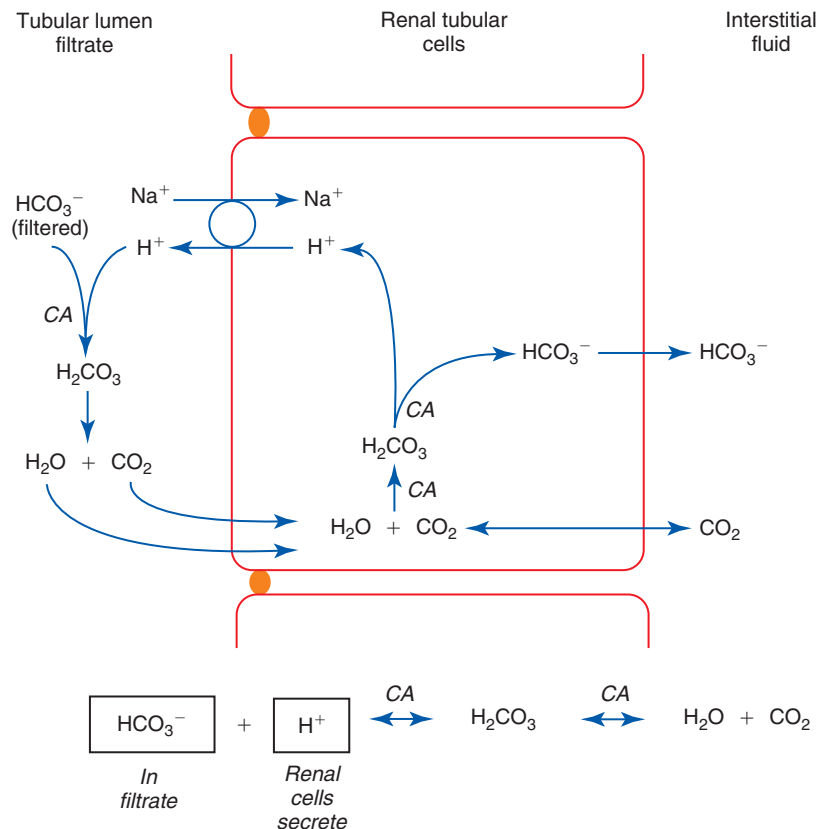 Tubular lumen
filtrate
Renal tubular
cells
Interstitial
fluid
HCO₃⁻
(filtered)
Na⁺
Na⁺
H⁺
H⁺
CA
H₂CO₃
HCO₃⁻
HCO₃⁻
CA
H₂CO₃
CA
H₂O + CO₂
H₂O + CO₂
CO₂
HCO₃⁻ + H⁺ CA H₂CO₃ CA H₂O + CO₂
In
filtrate
Renal
cells
secrete